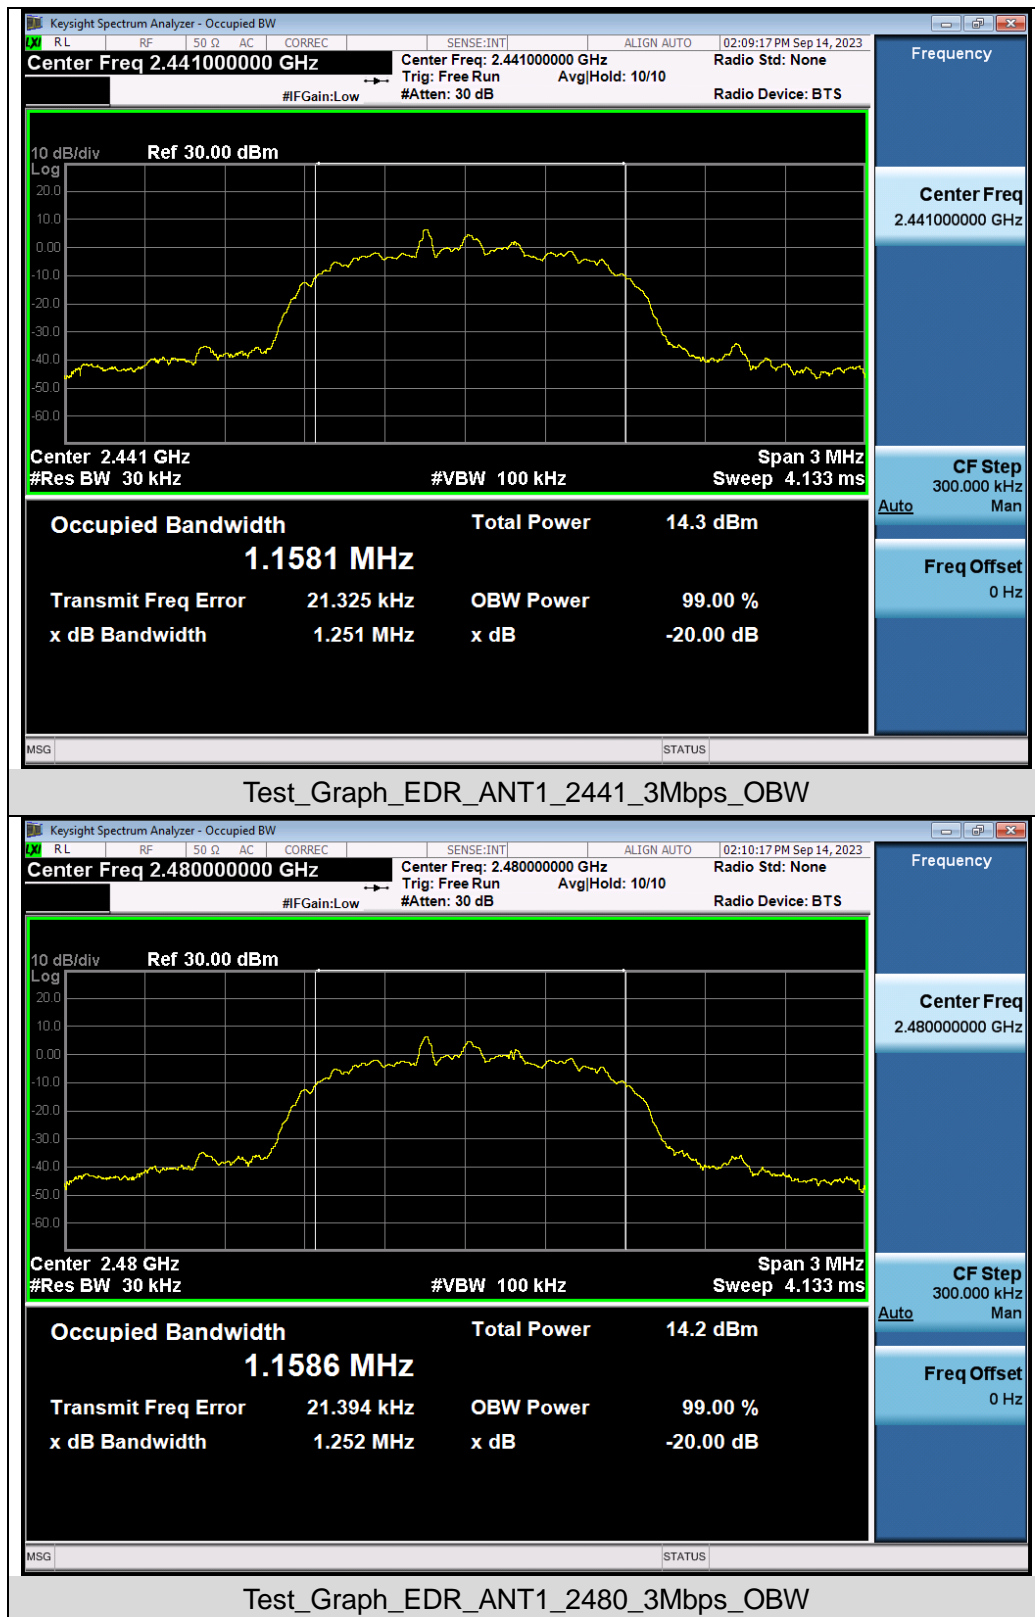 Keysight Spectrum Analyzer - Occupied BW
LXI RL RF 50 Ω AC CORREC SENSE:INT ALIGN AUTO 02:09:17 PM Sep 14, 2023
Center Freq 2.441000000 GHz
Center Freq: 2.441000000 GHz Radio Std: None
Trig: Free Run Avg|Hold: 10/10
#IFGain:Low #Atten: 30 dB Radio Device: BTS
Frequency
10 dB/div Ref 30.00 dBm
Log
20.0
10.0
0.00
-10.0
-20.0
-30.0
-40.0
-50.0
-60.0
Center Freq
2.441000000 GHz
Center 2.441 GHz Span 3 MHz
#Res BW 30 kHz #VBW 100 kHz Sweep 4.133 ms
CF Step
300.000 kHz
Auto Man
Occupied Bandwidth Total Power 14.3 dBm
1.1581 MHz
Transmit Freq Error 21.325 kHz OBW Power 99.00 %
x dB Bandwidth 1.251 MHz x dB -20.00 dB
Freq Offset
0 Hz
MSG STATUS
Test_Graph_EDR_ANT1_2441_3Mbps_OBW
Keysight Spectrum Analyzer - Occupied BW
LXI RL RF 50 Ω AC CORREC SENSE:INT ALIGN AUTO 02:10:17 PM Sep 14, 2023
Center Freq 2.480000000 GHz
Center Freq: 2.480000000 GHz Radio Std: None
Trig: Free Run Avg|Hold: 10/10
#IFGain:Low #Atten: 30 dB Radio Device: BTS
Frequency
10 dB/div Ref 30.00 dBm
Log
20.0
10.0
0.00
-10.0
-20.0
-30.0
-40.0
-50.0
-60.0
Center Freq
2.480000000 GHz
Center 2.48 GHz Span 3 MHz
#Res BW 30 kHz #VBW 100 kHz Sweep 4.133 ms
CF Step
300.000 kHz
Auto Man
Occupied Bandwidth Total Power 14.2 dBm
1.1586 MHz
Transmit Freq Error 21.394 kHz OBW Power 99.00 %
x dB Bandwidth 1.252 MHz x dB -20.00 dB
Freq Offset
0 Hz
MSG STATUS
Test_Graph_EDR_ANT1_2480_3Mbps_OBW